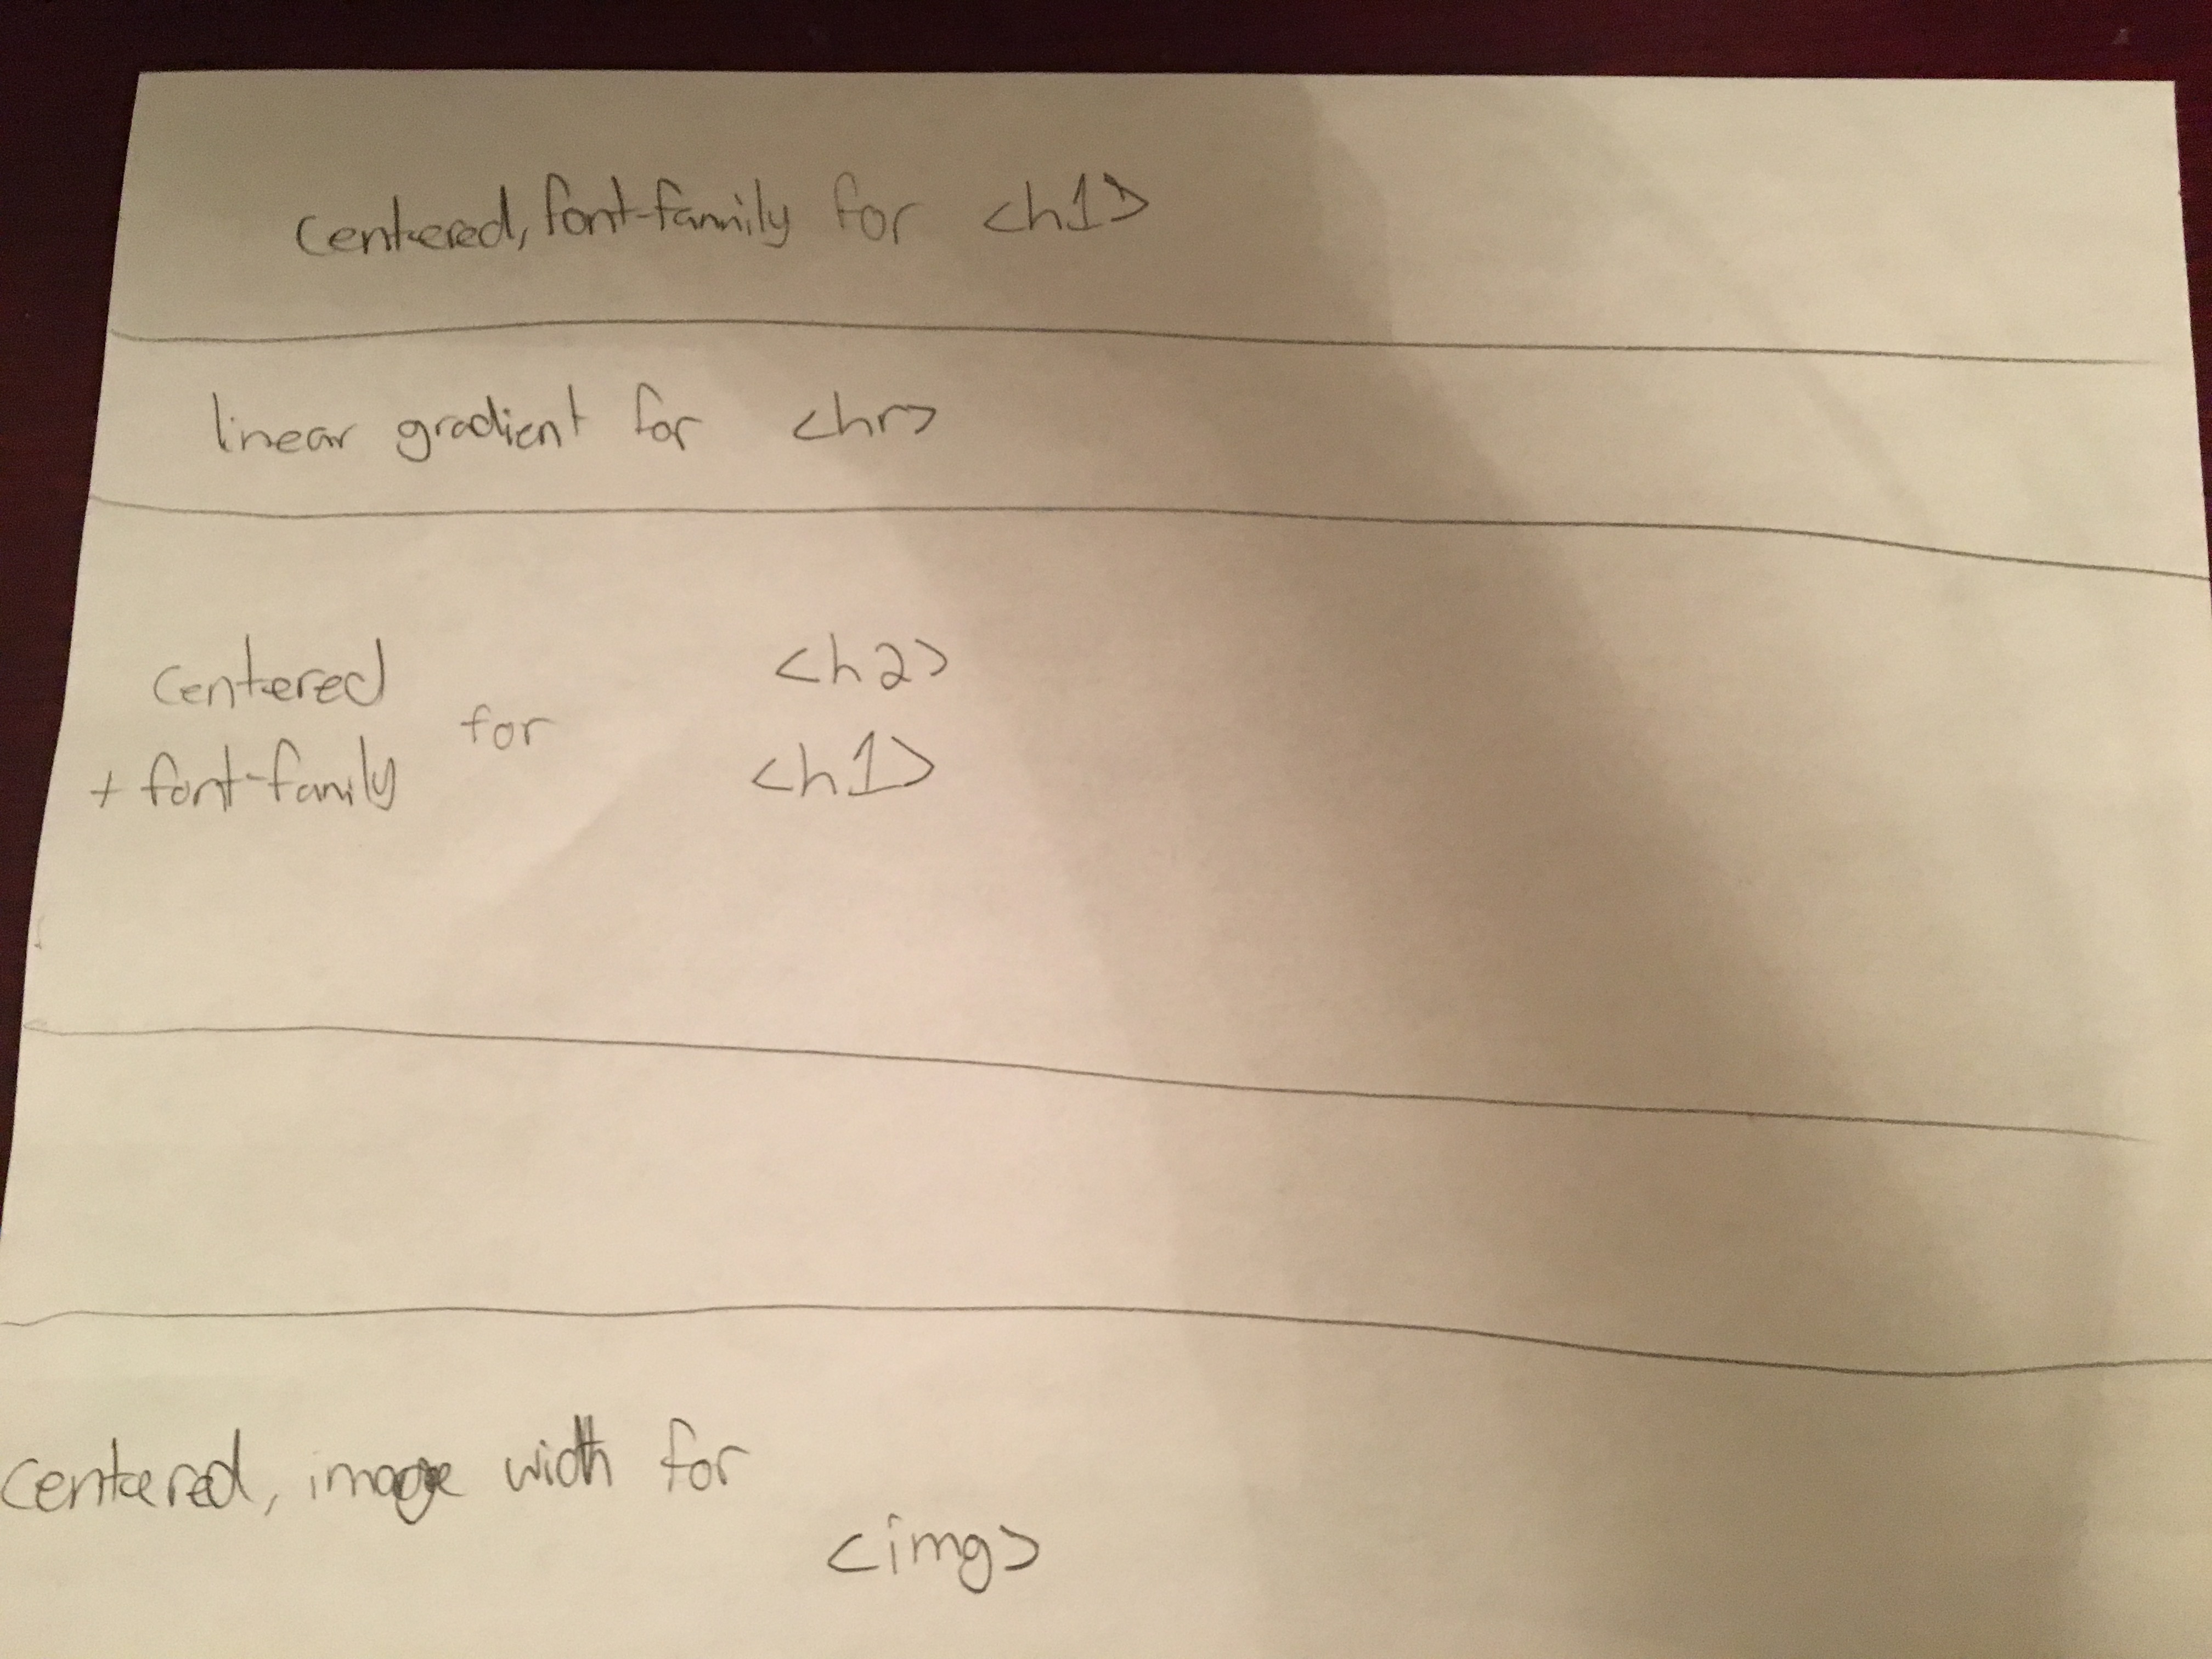 Centered, font-family for <h1>
linear gradient for <hr>
Centered
+ font-family for
<h2>
<h1>
Centered, image width for
<img>